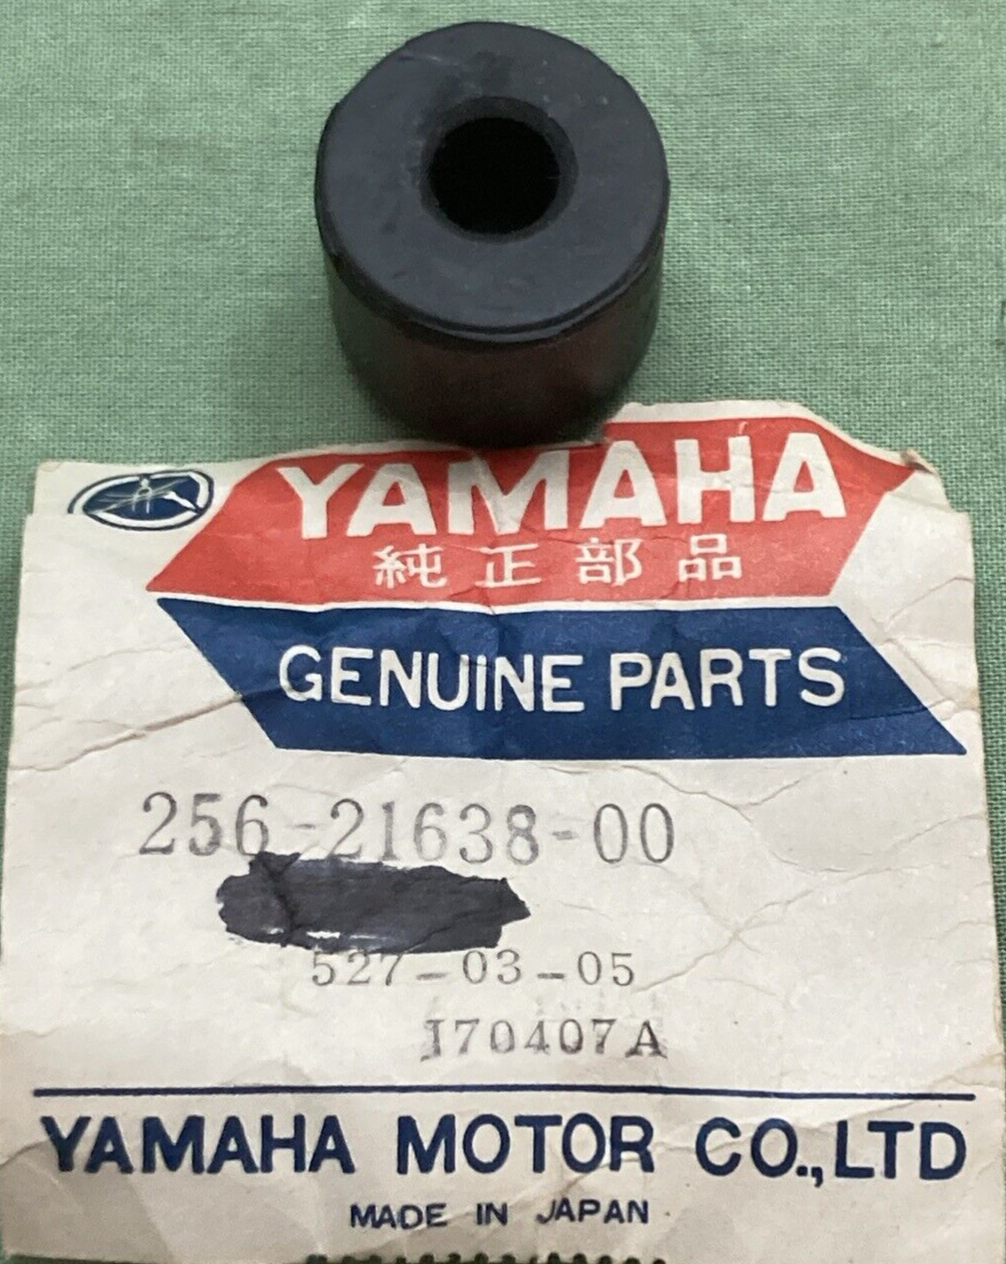 YAMAHA
純正部品
GENUINE PARTS
256-21638-00
527-03-05
I70407A
YAMAHA MOTOR CO.,LTD
MADE IN JAPAN